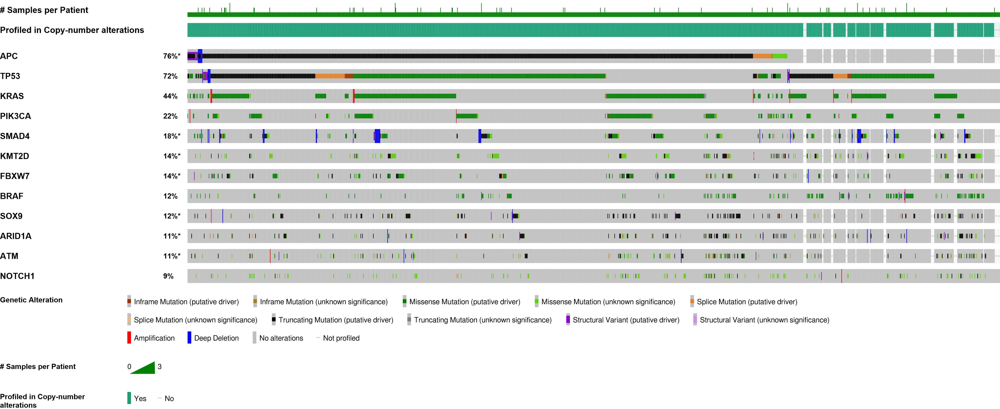 # Samples per Patient
Profiled in Copy-number alterations
APC 76%*
TP53 72%
KRAS 44%
PIK3CA 22%
SMAD4 18%*
KMT2D 14%*
FBXW7 14%*
BRAF 12%
SOX9 12%*
ARID1A 11%*
ATM 11%*
NOTCH1 9%
Genetic Alteration Inframe Mutation (putative driver) Inframe Mutation (unknown significance) Missense Mutation (putative driver) Missense Mutation (unknown significance) Splice Mutation (putative driver)
Splice Mutation (unknown significance) Truncating Mutation (putative driver) Truncating Mutation (unknown significance) Structural Variant (putative driver) Structural Variant (unknown significance)
Amplification Deep Deletion No alterations Not profiled
# Samples per Patient 0 3
Profiled in Copy-number Yes No
alterations